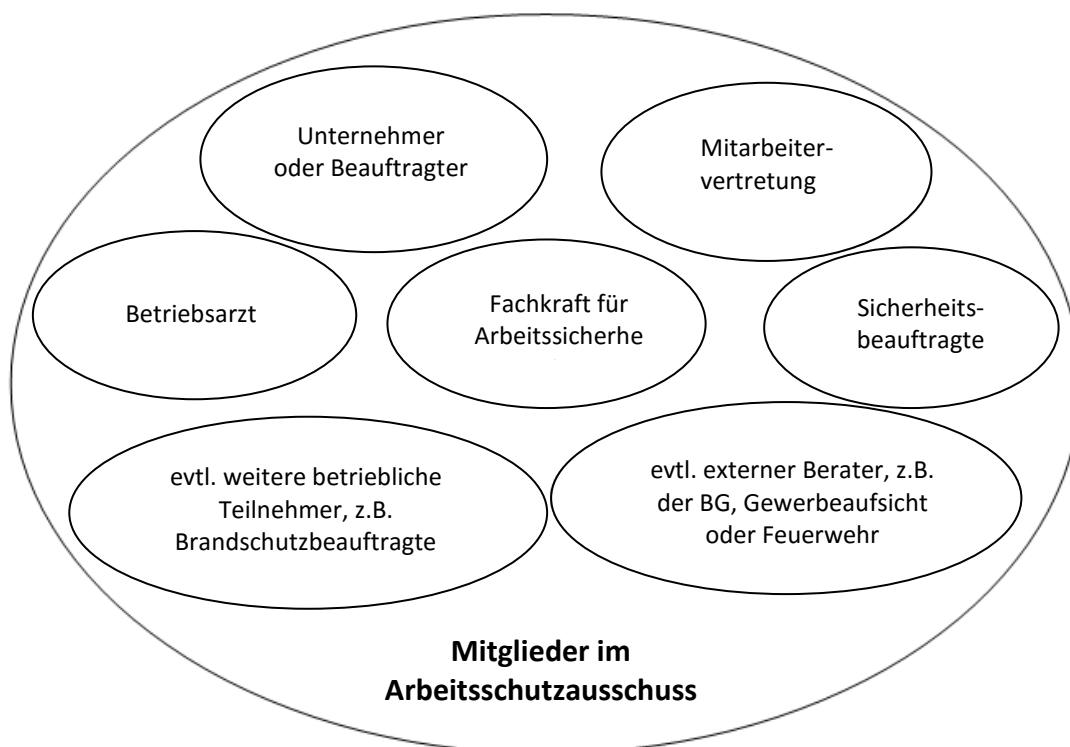 Unternehmer
oder Beauftragter
Mitarbeiter-
vertretung
Betriebsarzt
Fachkraft für
Arbeitssicherhe
Sicherheits-
beauftragte
evtl. weitere betriebliche
Teilnehmer, z.B.
Brandschutzbeauftragte
evtl. externer Berater, z.B.
der BG, Gewerbeaufsicht
oder Feuerwehr
Mitglieder im
Arbeitsschutzausschuss